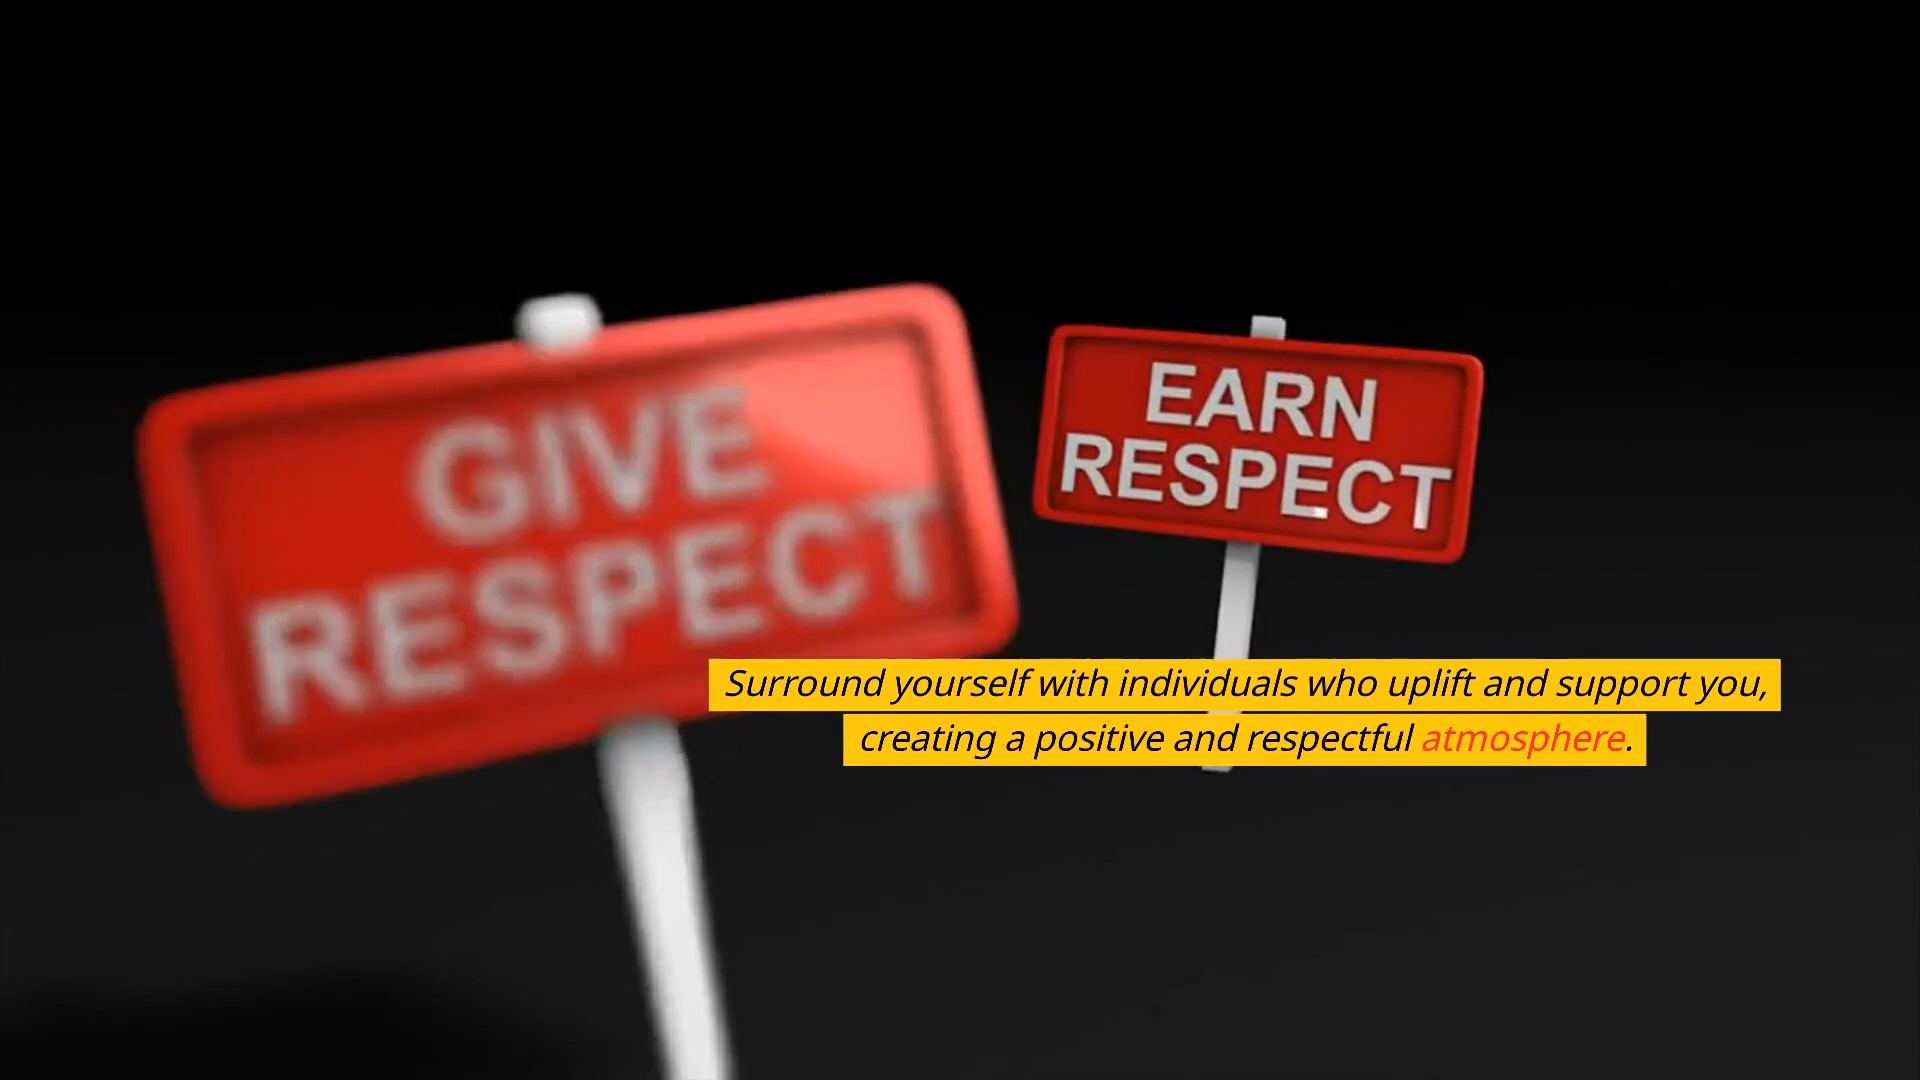 GIVE
RESPECT
EARN
RESPECT
Surround yourself with individuals who uplift and support you,
creating a positive and respectful atmosphere.